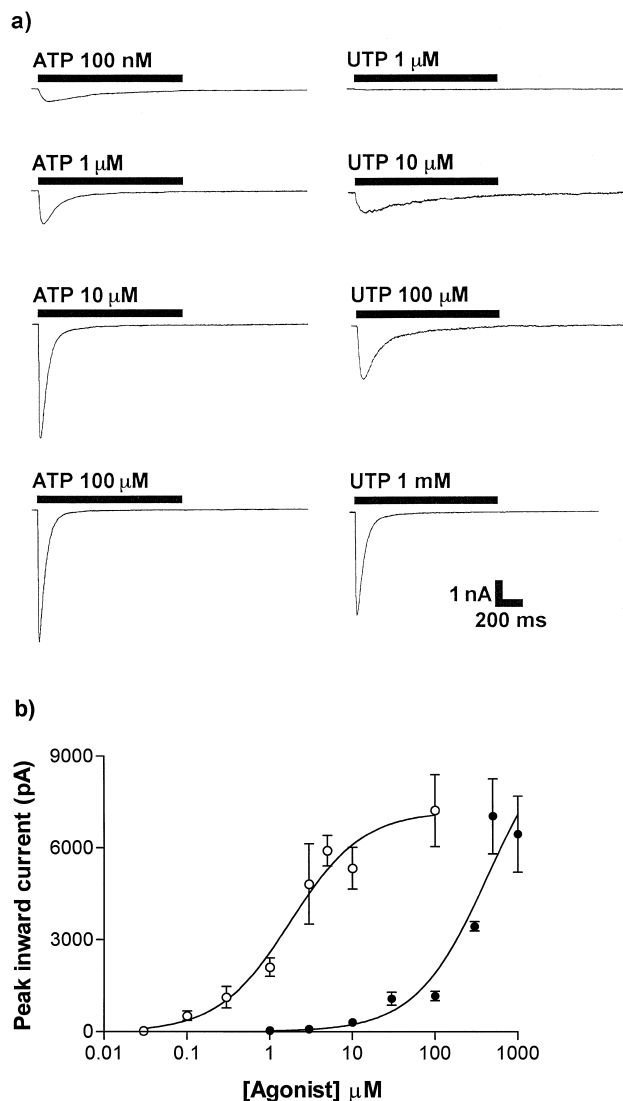 a)
ATP 100 nM
UTP 1 μM
ATP 1 μM
UTP 10 μM
ATP 10 μM
UTP 100 μM
ATP 100 μM
UTP 1 mM
1 nA
200 ms
b)
Peak inward current (pA)
9000
6000
3000
0
0.01 0.1 1 10 100 1000
[Agonist] μM